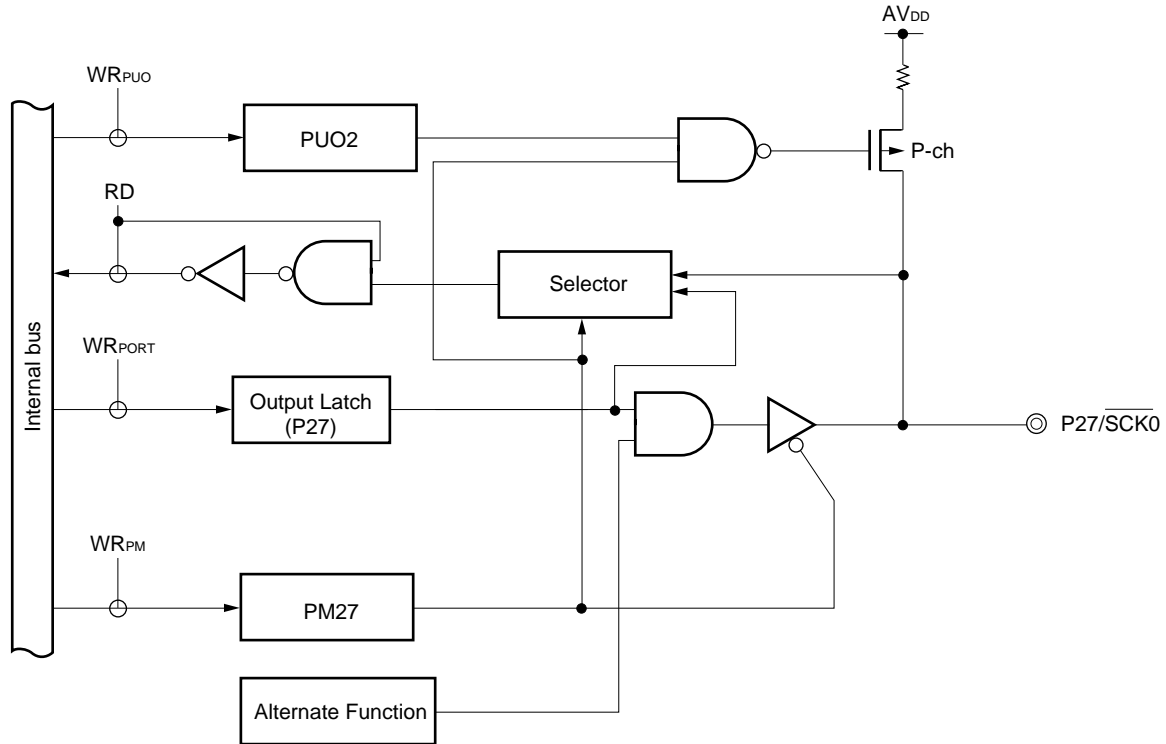 AVDD
WRPUO
PUO2
P-ch
RD
Selector
Internal bus
WRPORT
Output Latch
(P27)
P27/SCK0
WRPM
PM27
Alternate Function